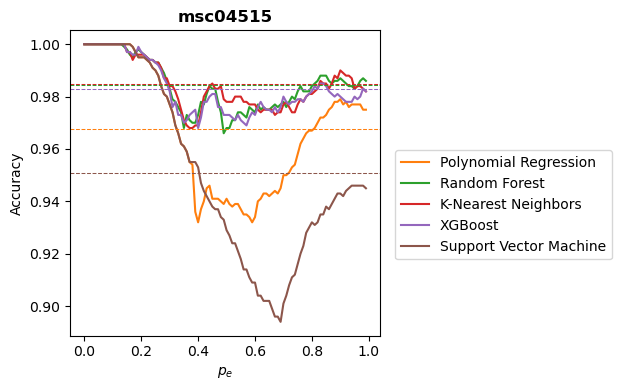 msc04515
Accuracy
1.00
0.98
0.96
0.94
0.92
0.90
0.0 0.2 0.4 0.6 0.8 1.0
p_e
Polynomial Regression
Random Forest
K-Nearest Neighbors
XGBoost
Support Vector Machine